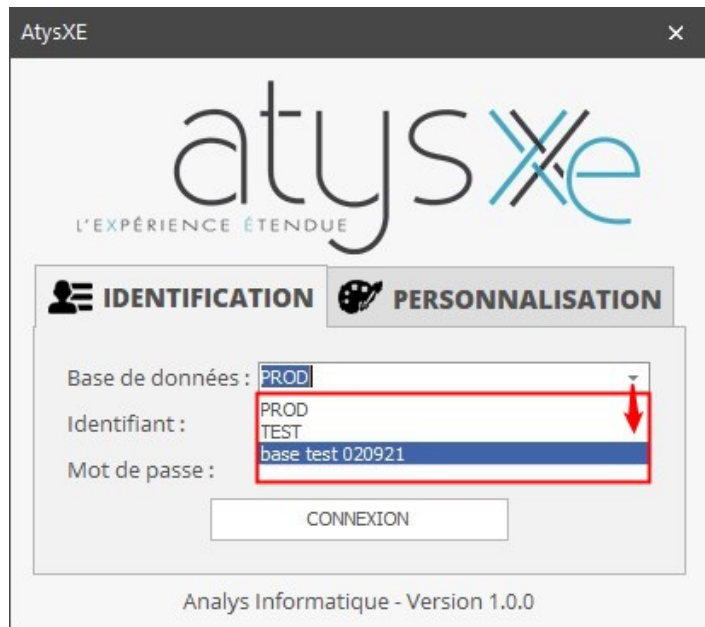 AtysXE
atysXe
L'EXPÉRIENCE ÉTENDUE
IDENTIFICATION
PERSONNALISATION
Base de données : PROD
PROD
Identifiant :
TEST
base test 020921
Mot de passe :
CONNEXION
Analys Informatique - Version 1.0.0